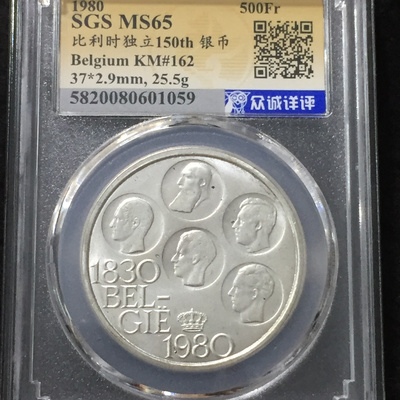 1980 500Fr
SGS MS65
比利时独立150th 银币
Belgium KM#162
37*2.9mm, 25.5g
5820080601059 众诚详评
1830
BEL-
GIË
1980